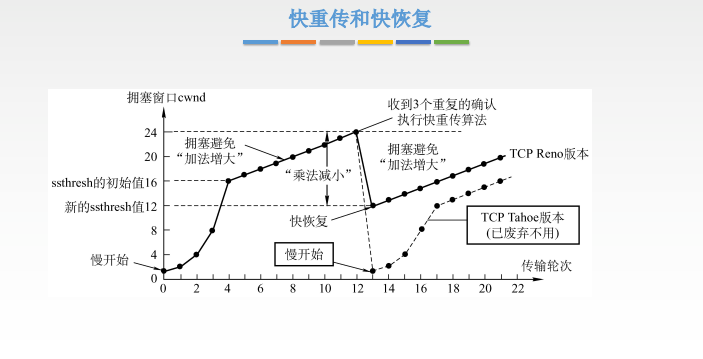 快重传和快恢复
拥塞窗口cwnd
收到3个重复的确认
执行快重传算法
24
20
ssthresh的初始值16
新的ssthresh值12
8
4
0
拥塞避免
“加法增大”
“乘法减小”
拥塞避免
“加法增大”
TCP Reno版本
快恢复
TCP Tahoe版本
(已废弃不用)
慢开始
慢开始
传输轮次
0 2 4 6 8 10 12 14 16 18 20 22